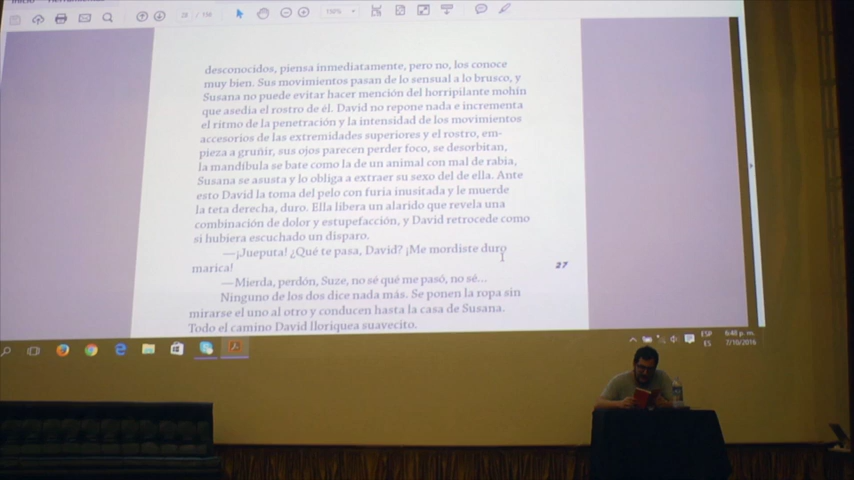 28 / 156
150%
desconocidos, piensa inmediatamente, pero no, los conoce
muy bien. Sus movimientos pasan de lo sensual a lo brusco, y
Susana no puede evitar hacer mención del horripilante mohín
que asedia el rostro de él. David no repone nada e incrementa
el ritmo de la penetración y la intensidad de los movimientos
accesorios de las extremidades superiores y el rostro, em-
pieza a gruñir, sus ojos parecen perder foco, se desorbitan,
la mandíbula se bate como la de un animal con mal de rabia,
Susana se asusta y lo obliga a extraer su sexo del de ella. Ante
esto David la toma del pelo con furia inusitada y le muerde
la teta derecha, duro. Ella libera un alarido que revela una
combinación de dolor y estupefacción, y David retrocede como
si hubiera escuchado un disparo.
—¡Jueputa! ¿Qué te pasa, David? ¡Me mordiste duro
marica!
27
—Mierda, perdón, Suze, no sé qué me pasó, no sé...
Ninguno de los dos dice nada más. Se ponen la ropa sin
mirarse el uno al otro y conducen hasta la casa de Susana.
Todo el camino David lloriquea suavecito.
ESP
ES
6:48 p. m.
7/10/2016